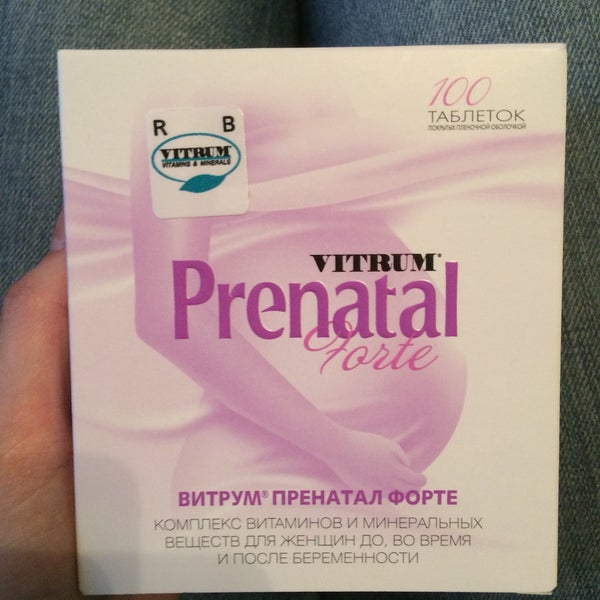 100
ТАБЛЕТОК
ПОКРЫТЫХ ПЛЕНОЧНОЙ ОБОЛОЧКОЙ
R B
VITRUM
VITAMINS & MINERALS
VITRUM®
Prenatal
Forte
ВИТРУМ® ПРЕНАТАЛ ФОРТЕ
КОМПЛЕКС ВИТАМИНОВ И МИНЕРАЛЬНЫХ
ВЕЩЕСТВ ДЛЯ ЖЕНЩИН ДО, ВО ВРЕМЯ
И ПОСЛЕ БЕРЕМЕННОСТИ